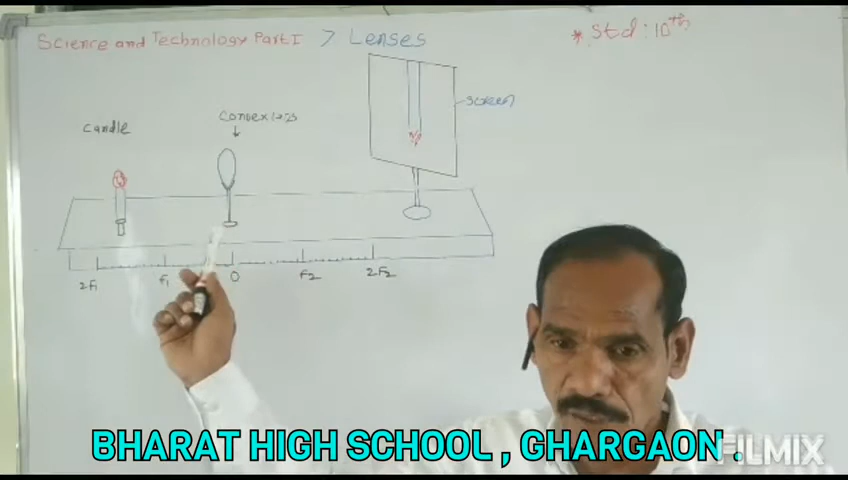 Science and Technology Part I > Lenses
* Std : 10th
screen
Convex lens
candle
2F1
F1
O
F2
2F2
BHARAT HIGH SCHOOL , GHARGAON .
FILMIX